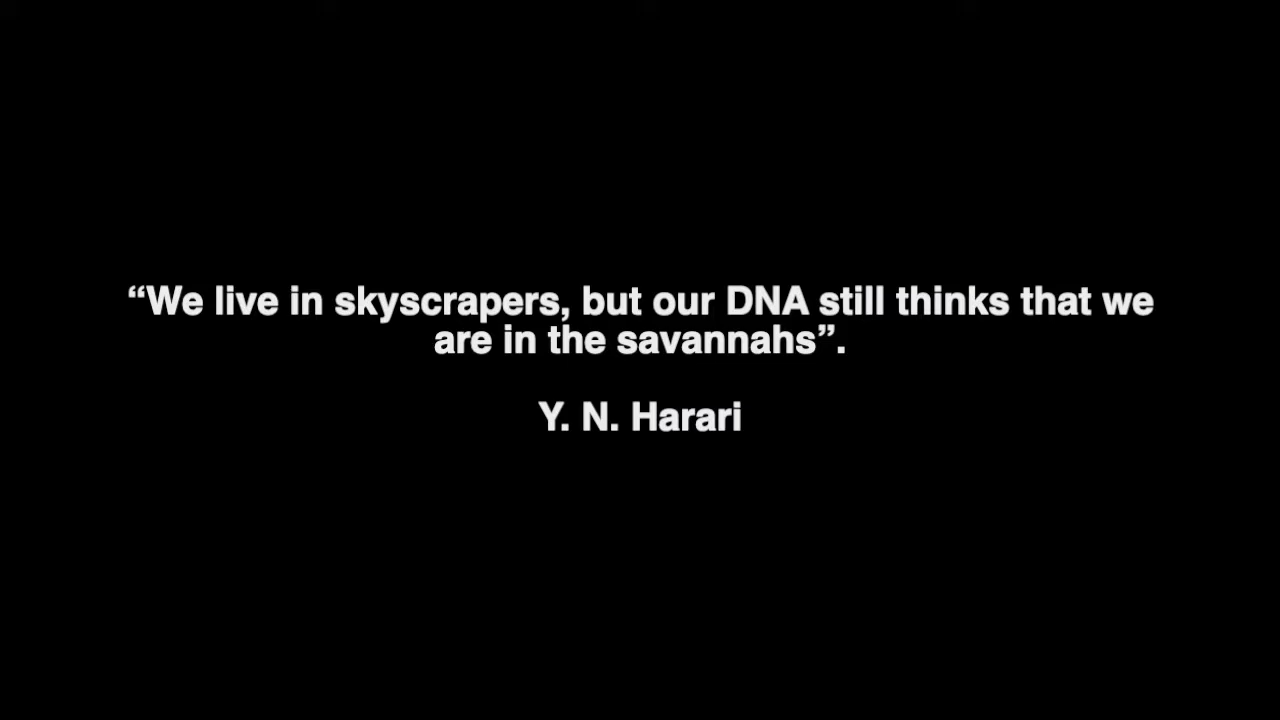 “We live in skyscrapers, but our DNA still thinks that we
are in the savannahs”.
Y. N. Harari